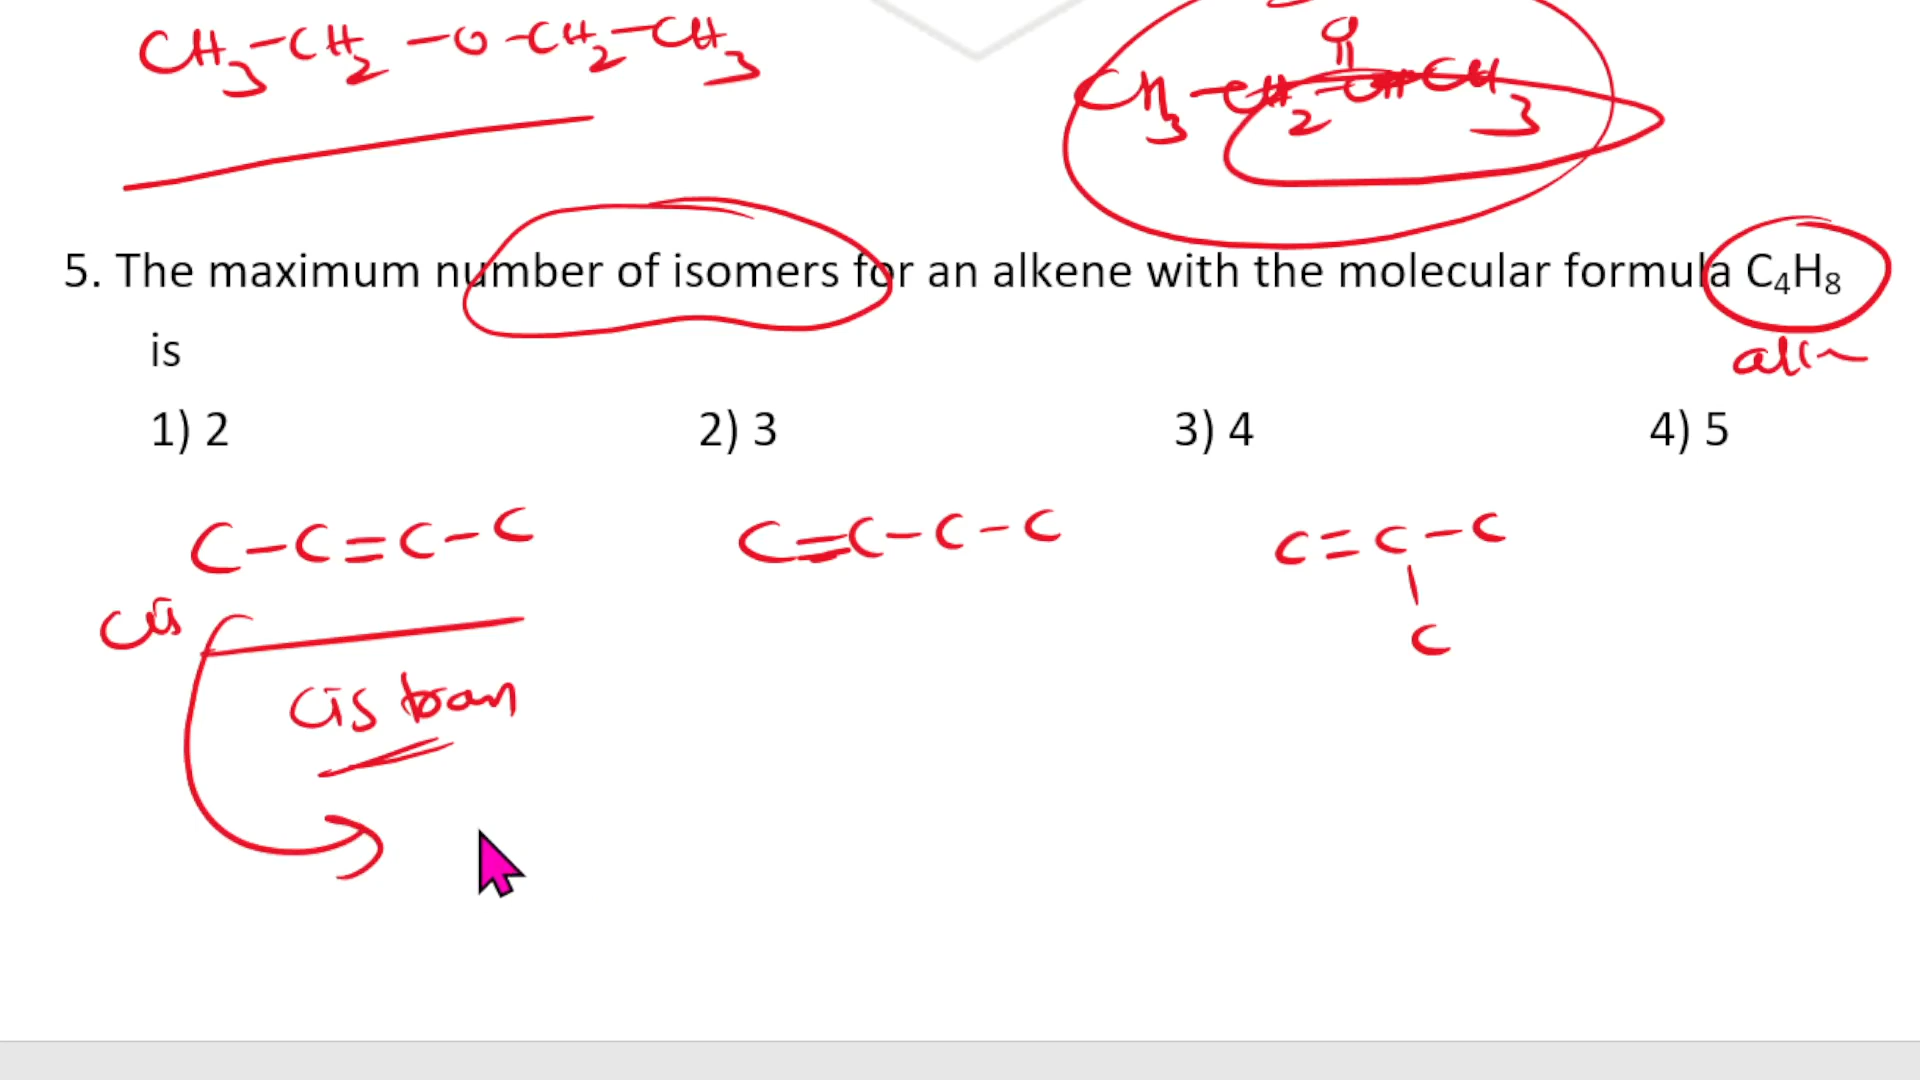 CH3-CH2-O-CH2-CH3
O
CH3-CH2-C-CH3
5. The maximum number of isomers for an alkene with the molecular formula C4H8
is
1) 2 2) 3 3) 4 4) 5
C-C=C-C C=C-C-C C=C-C
C
cis
cis tran